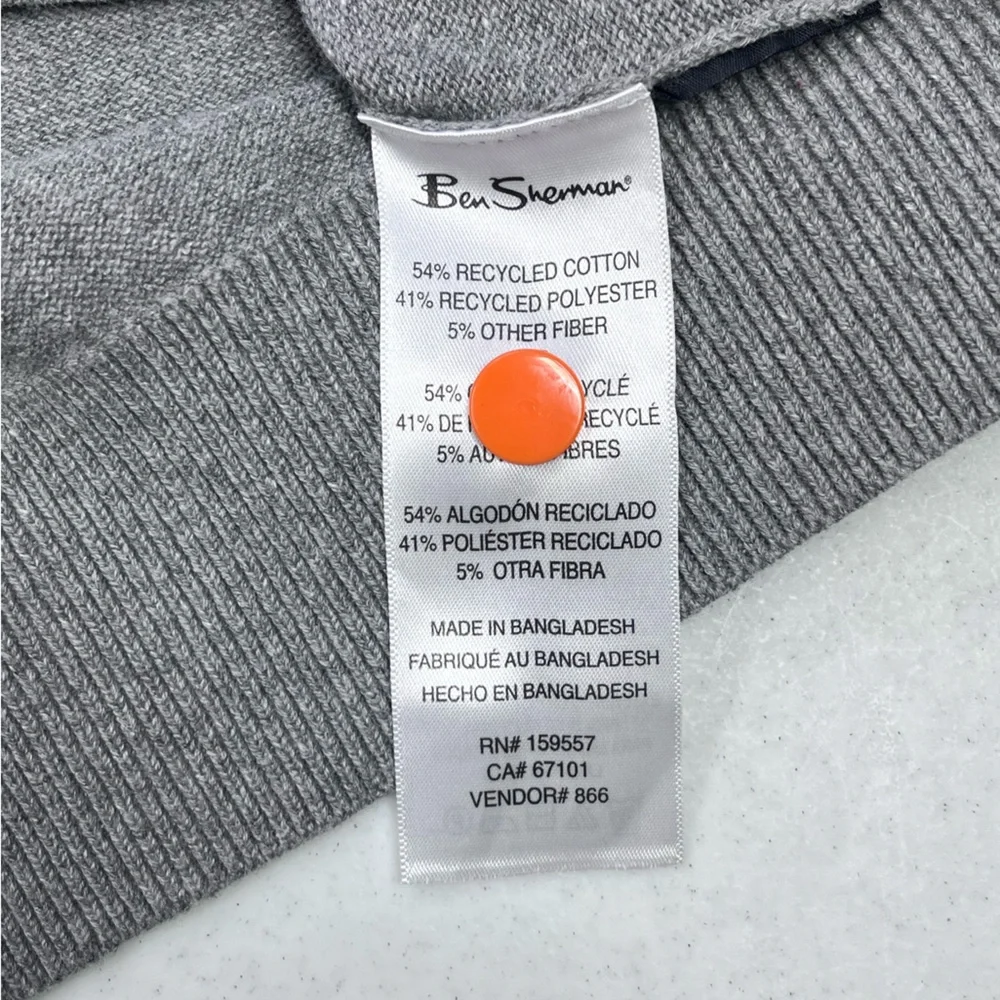 Ben Sherman®
54% RECYCLED COTTON
41% RECYCLED POLYESTER
5% OTHER FIBER
54%
41% DE
5%
54% ALGODÓN RECICLADO
41% POLIÉSTER RECICLADO
5% OTRA FIBRA
MADE IN BANGLADESH
FABRIQUÉ AU BANGLADESH
HECHO EN BANGLADESH
RN# 159557
CA# 67101
VENDOR# 866